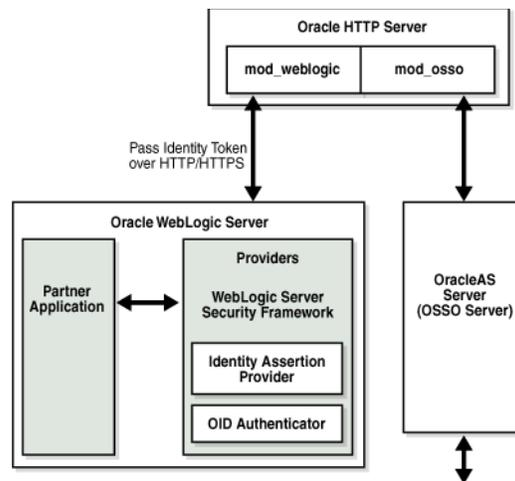 Oracle HTTP Server
mod_weblogic
mod_osso
Pass Identity Token
over HTTP/HTTPS
Oracle WebLogic Server
Partner
Application
Providers
WebLogic Server
Security Framework
Identity Assertion
Provider
OID Authenticator
OracleAS
Server
(OSSO Server)